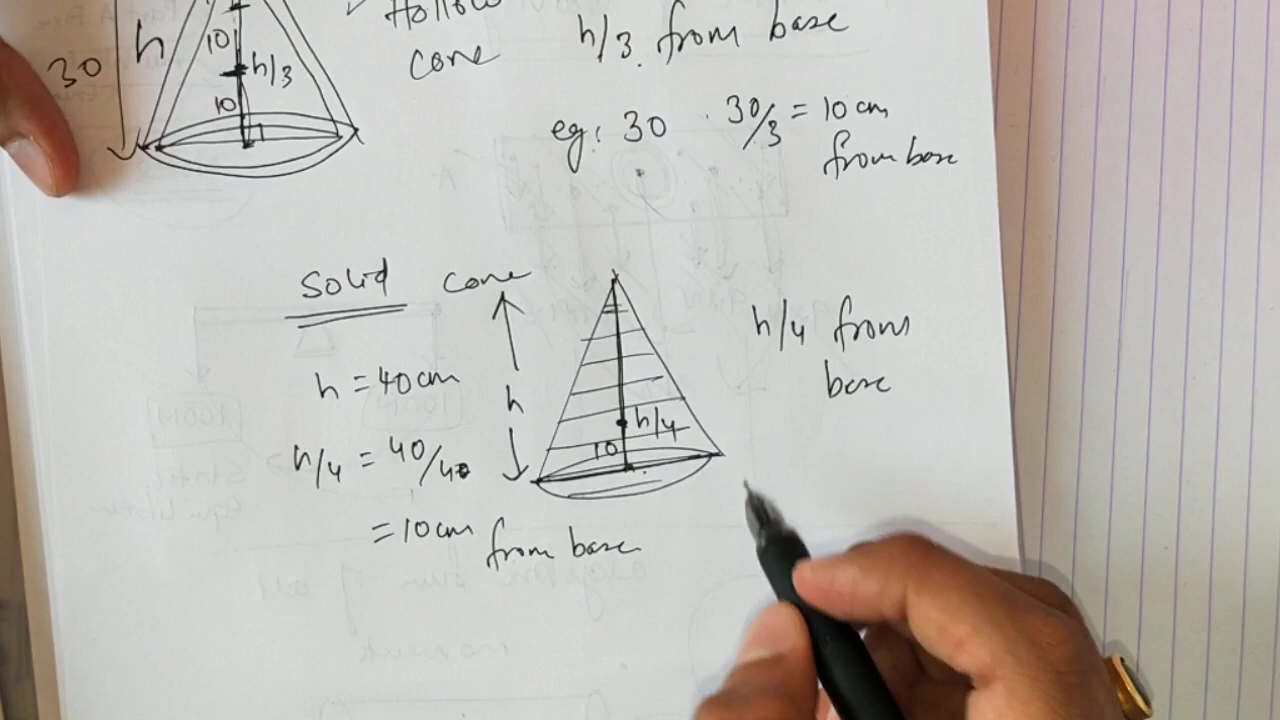 Hollow
cone
h/3 from base
30
h
10
h/3
10
eg: 30 30/3 = 10 cm
from base
Solid cone
h
h/4 from
base
h = 40 cm
h/4
10
h/4 = 40/40
= 10 cm from base